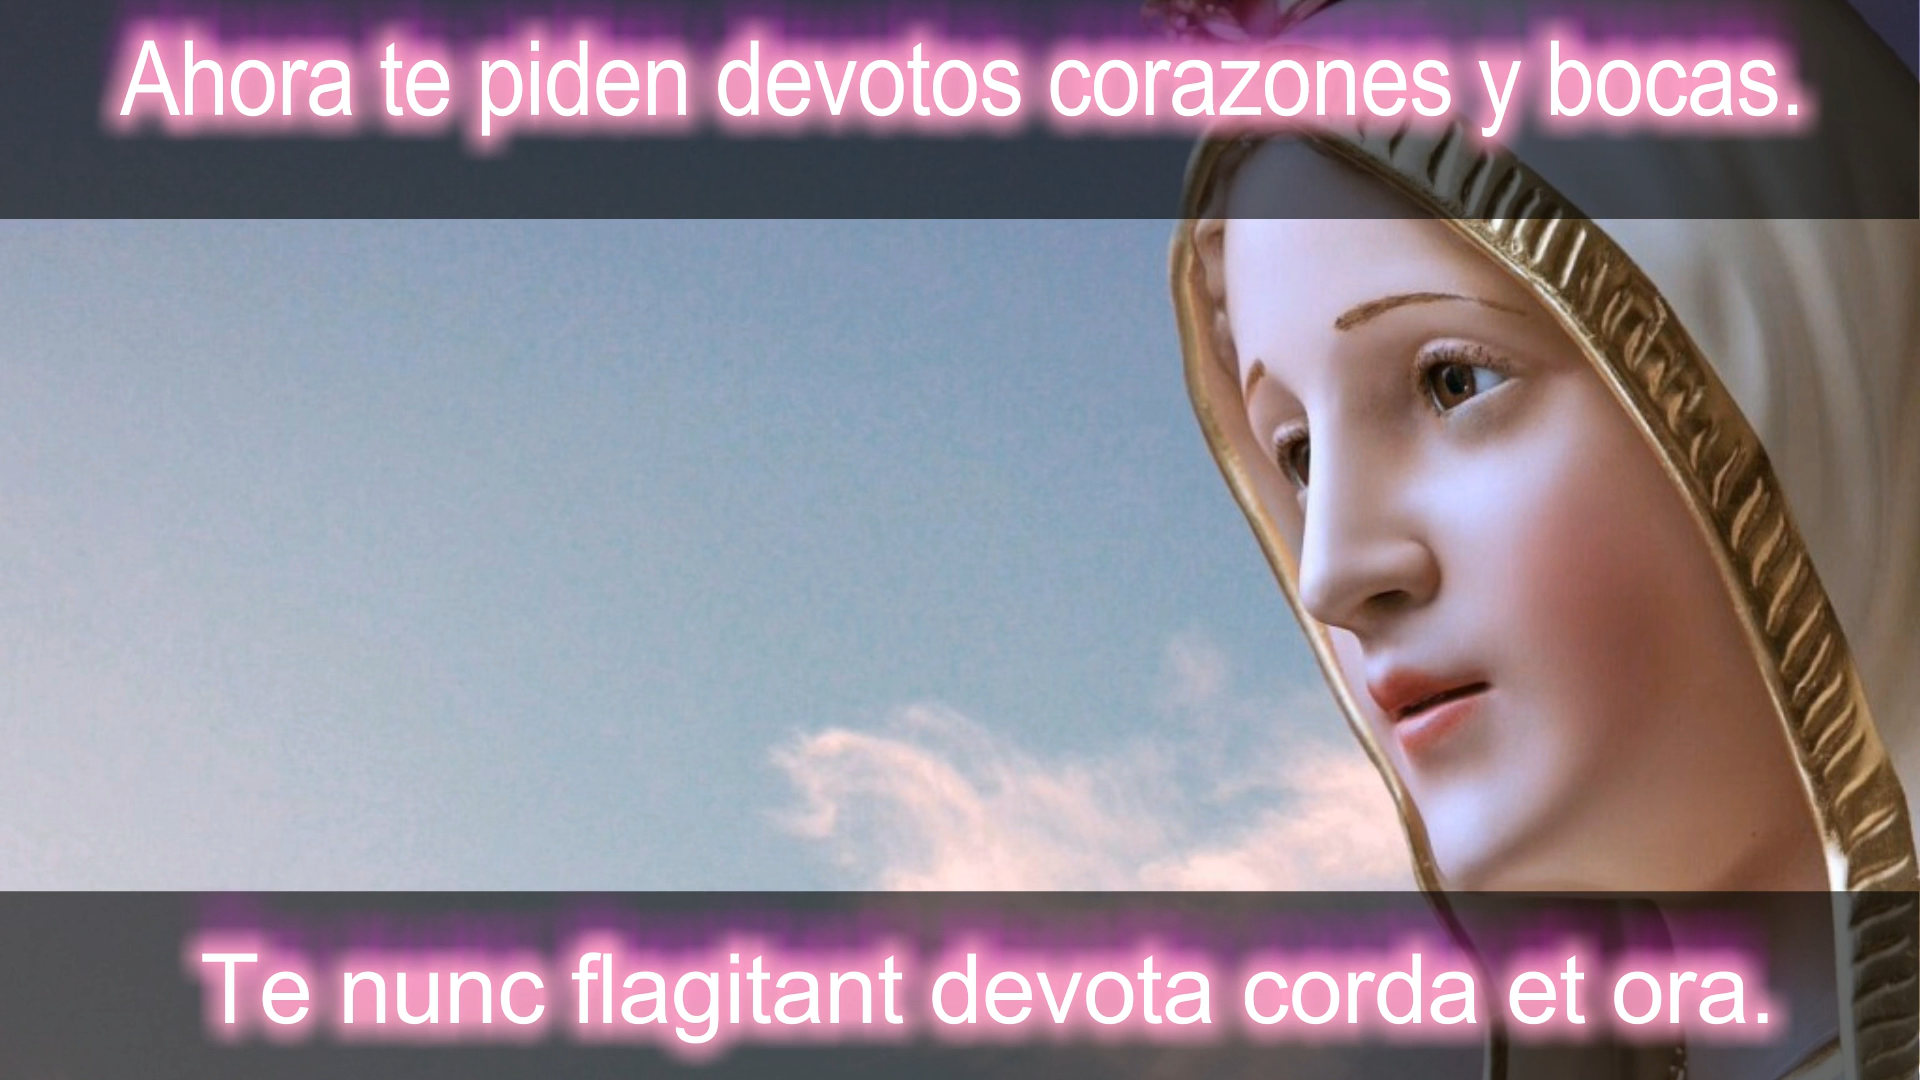 Ahora te piden devotos corazones y bocas.
Te nunc flagitant devota corda et ora.